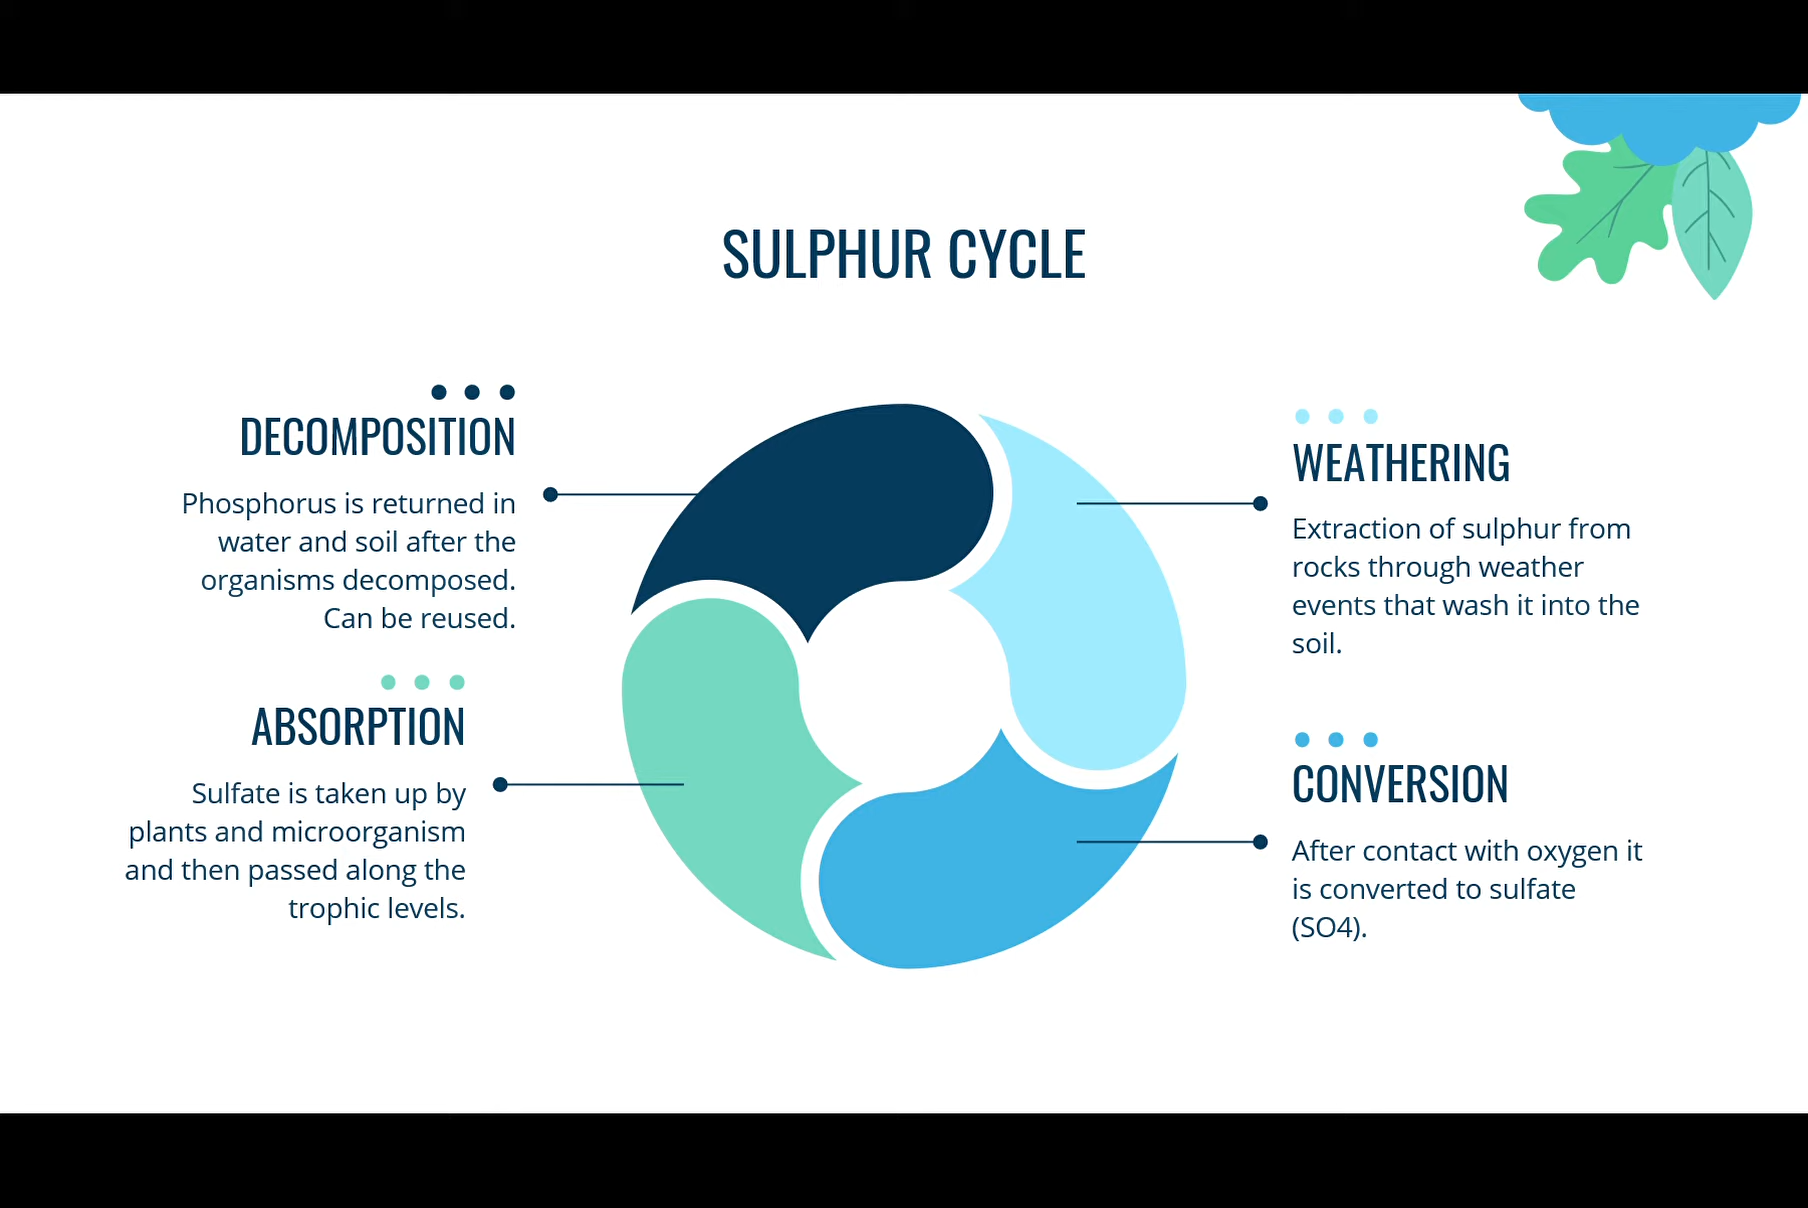 SULPHUR CYCLE
DECOMPOSITION
Phosphorus is returned in
water and soil after the
organisms decomposed.
Can be reused.
ABSORPTION
Sulfate is taken up by
plants and microorganism
and then passed along the
trophic levels.
WEATHERING
Extraction of sulphur from
rocks through weather
events that wash it into the
soil.
CONVERSION
After contact with oxygen it
is converted to sulfate
(SO4).